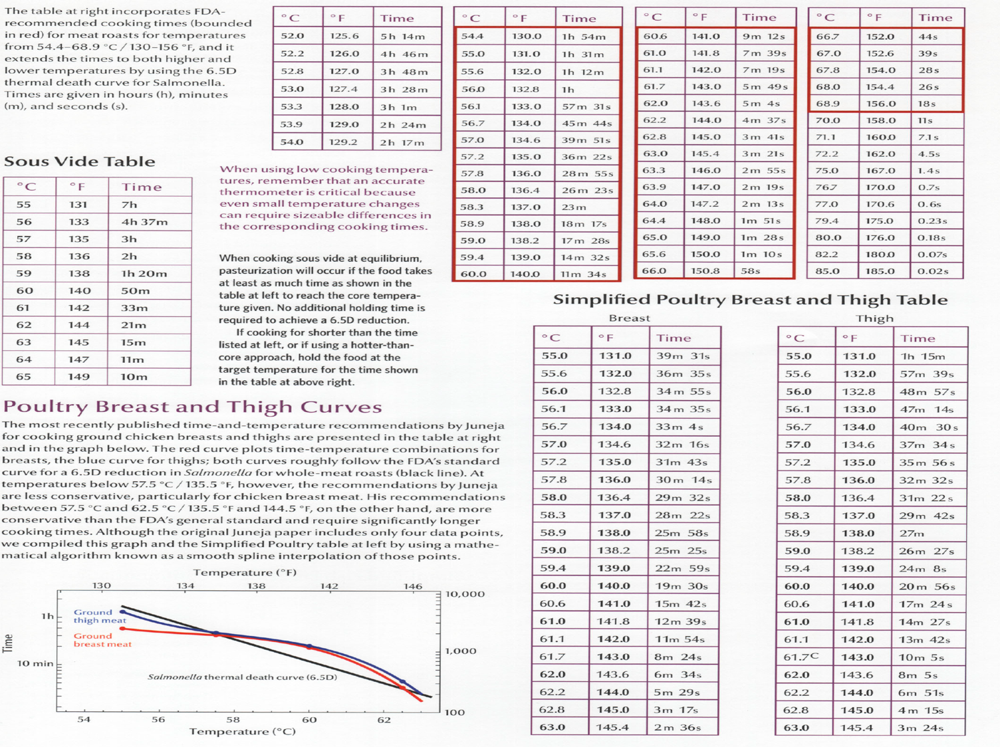 The table at right incorporates FDA-
recommended cooking times (bounded
in red) for meat roasts for temperatures
from 54.4–68.9 °C / 130–156 °F, and it
extends the times to both higher and
lower temperatures by using the 6.5D
thermal death curve for Salmonella.
Times are given in hours (h), minutes
(m), and seconds (s).
°C °F Time
52.0 125.6 5h 14m
52.2 126.0 4h 46m
52.8 127.0 3h 48m
53.0 127.4 3h 28m
53.3 128.0 3h 1m
53.9 129.0 2h 24m
54.0 129.2 2h 17m
°C °F Time
54.4 130.0 1h 54m
55.0 131.0 1h 31m
55.6 132.0 1h 12m
56.0 132.8 1h
56.1 133.0 57m 31s
56.7 134.0 45m 44s
57.0 134.6 39m 51s
57.2 135.0 36m 22s
57.8 136.0 28m 55s
58.0 136.4 26m 23s
58.3 137.0 23m
58.9 138.0 18m 17s
59.0 138.2 17m 28s
59.4 139.0 14m 32s
60.0 140.0 11m 34s
°C °F Time
60.6 141.0 9m 12s
61.0 141.8 7m 39s
61.1 142.0 7m 19s
61.7 143.0 5m 49s
62.0 143.6 5m 4s
62.2 144.0 4m 37s
62.8 145.0 3m 41s
63.0 145.4 3m 21s
63.3 146.0 2m 55s
63.9 147.0 2m 19s
64.0 147.2 2m 13s
64.4 148.0 1m 51s
65.0 149.0 1m 28s
65.6 150.0 1m 10s
66.0 150.8 58s
°C °F Time
66.7 152.0 44s
67.0 152.6 39s
67.8 154.0 28s
68.0 154.4 26s
68.9 156.0 18s
70.0 158.0 11s
71.1 160.0 7.1s
72.2 162.0 4.5s
75.0 167.0 1.4s
76.7 170.0 0.7s
77.0 170.6 0.6s
79.4 175.0 0.23s
80.0 176.0 0.18s
82.2 180.0 0.07s
85.0 185.0 0.02s
Sous Vide Table
°C °F Time
55 131 7h
56 133 4h 37m
57 135 3h
58 136 2h
59 138 1h 20m
60 140 50m
61 142 33m
62 144 21m
63 145 15m
64 147 11m
65 149 10m
When using low cooking tempera-
tures, remember that an accurate
thermometer is critical because
even small temperature changes
can require sizeable differences in
the corresponding cooking times.
When cooking sous vide at equilibrium,
pasteurization will occur if the food takes
at least as much time as shown in the
table at left to reach the core tempera-
ture given. No additional holding time is
required to achieve a 6.5D reduction.
If cooking for shorter than the time
listed at left, or if using a hotter-than-
core approach, hold the food at the
target temperature for the time shown
in the table at above right.
Poultry Breast and Thigh Curves
The most recently published time-and-temperature recommendations by Juneja
for cooking ground chicken breasts and thighs are presented in the table at right
and in the graph below. The red curve plots time-temperature combinations for
breasts, the blue curve for thighs; both curves roughly follow the FDA's standard
curve for a 6.5D reduction in Salmonella for whole-meat roasts (black line). At
temperatures below 57.5 °C / 135.5 °F, however, the recommendations by Juneja
are less conservative, particularly for chicken breast meat. His recommendations
between 57.5 °C and 62.5 °C / 135.5 °F and 144.5 °F, on the other hand, are more
conservative than the FDA's general standard and require significantly longer
cooking times. Although the original Juneja paper includes only four data points,
we compiled this graph and the Simplified Poultry table at left by using a mathe-
matical algorithm known as a smooth spline interpolation of those points.
Temperature (°F)
130 134 138 142 146
10,000
1,000
100
Time
1h
10 min
Ground
thigh meat
Ground
breast meat
Salmonella thermal death curve (6.5D)
54 56 58 60 62
Temperature (°C)
Simplified Poultry Breast and Thigh Table
Breast
°C °F Time
55.0 131.0 39m 31s
55.6 132.0 36m 35s
56.0 132.8 34m 55s
56.1 133.0 34m 35s
56.7 134.0 33m 4s
57.0 134.6 32m 16s
57.2 135.0 31m 43s
57.8 136.0 30m 14s
58.0 136.4 29m 32s
58.3 137.0 28m 22s
58.9 138.0 25m 58s
59.0 138.2 25m 25s
59.4 139.0 22m 59s
60.0 140.0 19m 30s
60.6 141.0 15m 42s
61.0 141.8 12m 39s
61.1 142.0 11m 54s
61.7 143.0 8m 24s
62.0 143.6 6m 34s
62.2 144.0 5m 29s
62.8 145.0 3m 17s
63.0 145.4 2m 36s
Thigh
°C °F Time
55.0 131.0 1h 15m
55.6 132.0 57m 39s
56.0 132.8 48m 57s
56.1 133.0 47m 14s
56.7 134.0 40m 30s
57.0 134.6 37m 34s
57.2 135.0 35m 56s
57.8 136.0 32m 32s
58.0 136.4 31m 22s
58.3 137.0 29m 42s
58.9 138.0 27m
59.0 138.2 26m 27s
59.4 139.0 24m 8s
60.0 140.0 20m 56s
60.6 141.0 17m 24s
61.0 141.8 14m 27s
61.1 142.0 13m 42s
61.7C 143.0 10m 5s
62.0 143.6 8m 5s
62.2 144.0 6m 51s
62.8 145.0 4m 15s
63.0 145.4 3m 24s